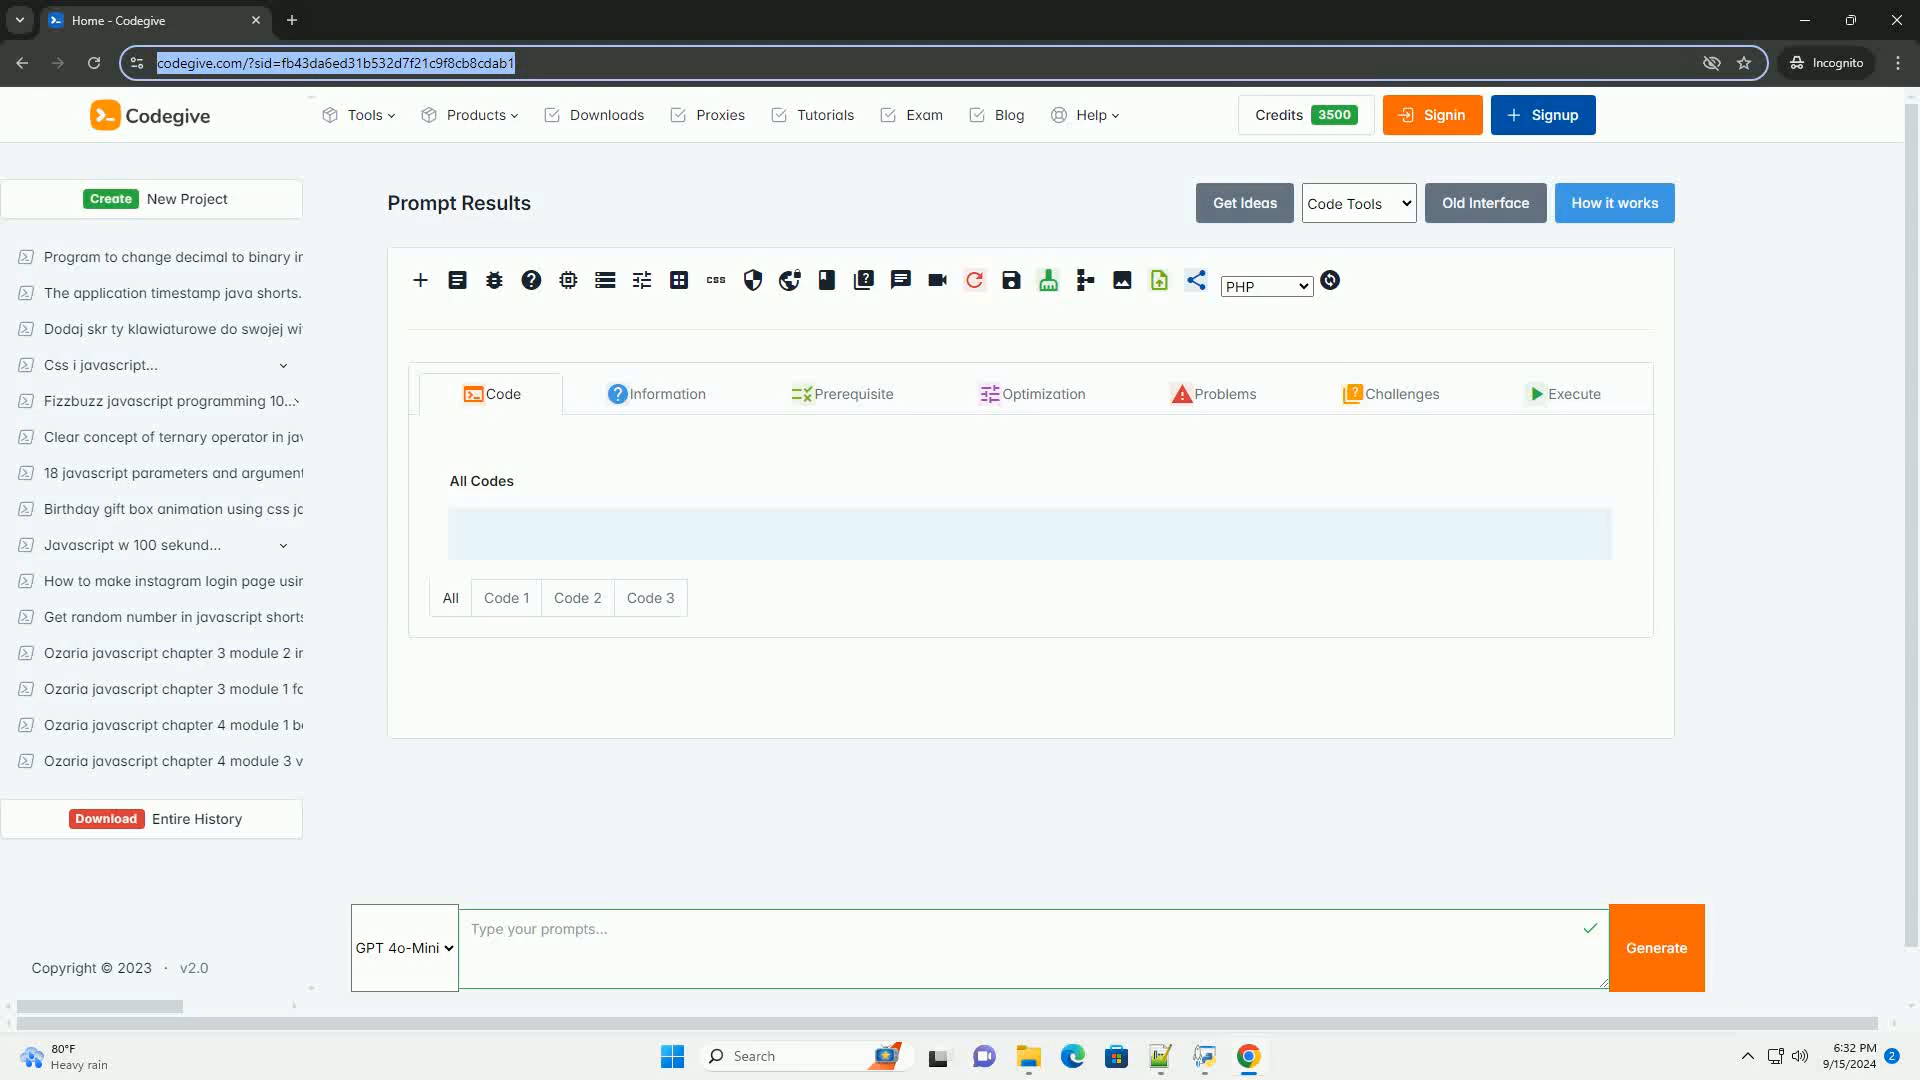 Home - Codegive
codegive.com/?sid=fb43da6ed31b532d7f21c9f8cb8cdab1
Incognito
Codegive
Tools
Products
Downloads
Proxies
Tutorials
Exam
Blog
Help
Credits 3500
Signin
Signup
Create New Project
Program to change decimal to binary ir
The application timestamp java shorts.
Dodaj skr ty klawiaturowe do swojej wi
Css i javascript...
Fizzbuzz javascript programming 10...
Clear concept of ternary operator in jav
18 javascript parameters and argument
Birthday gift box animation using css jc
Javascript w 100 sekund...
How to make instagram login page usir
Get random number in javascript shorts
Ozaria javascript chapter 3 module 2 ir
Ozaria javascript chapter 3 module 1 fc
Ozaria javascript chapter 4 module 1 be
Ozaria javascript chapter 4 module 3 v
Download Entire History
Copyright © 2023 · v2.0
Prompt Results
Get Ideas
Code Tools
Old Interface
How it works
css
PHP
Code
Information
Prerequisite
Optimization
Problems
Challenges
Execute
All Codes
All
Code 1
Code 2
Code 3
GPT 4o-Mini
Type your prompts...
Generate
80°F
Heavy rain
Search
6:32 PM
9/15/2024
2